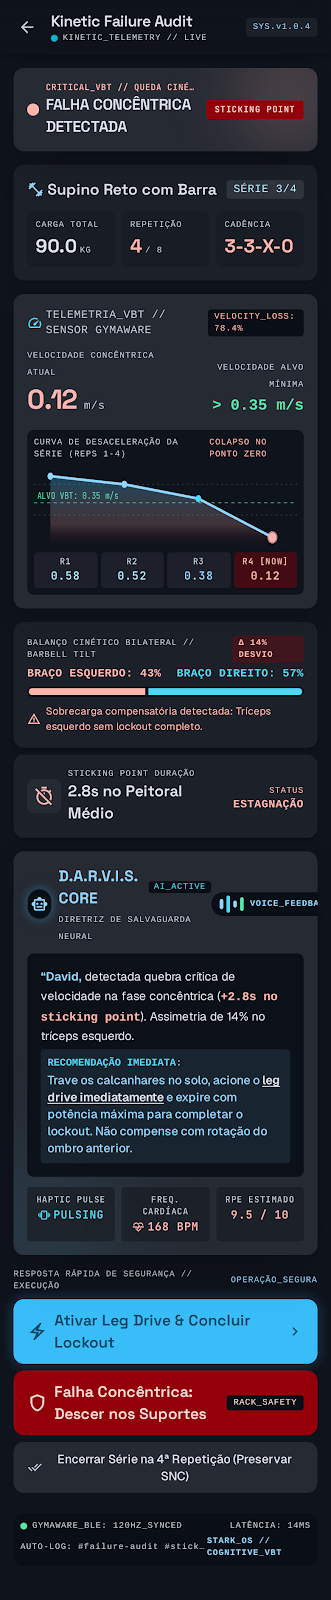 Kinetic Failure Audit
KINETIC_TELEMETRY // LIVE
SYS.v1.0.4
CRITICAL_VBT // QUEDA CINÉ…
FALHA CONCÊNTRICA
DETECTADA
STICKING POINT
Supino Reto com Barra
SÉRIE 3/4
CARGA TOTAL
90.0 KG
REPETIÇÃO
4 / 8
CADÊNCIA
3-3-X-0
TELEMETRIA_VBT //
SENSOR GYMAWARE
VELOCITY_LOSS:
78.4%
VELOCIDADE CONCÊNTRICA
ATUAL
0.12 m/s
VELOCIDADE ALVO
MÍNIMA
> 0.35 m/s
CURVA DE DESACELERAÇÃO DA
SÉRIE (REPS 1-4)
COLAPSO NO
PONTO ZERO
ALVO VBT: 0.35 m/s
R1
0.58
R2
0.52
R3
0.38
R4 [NOW]
0.12
BALANÇO CINÉTICO BILATERAL //
BARBELL TILT
Δ 14%
DESVIO
BRAÇO ESQUERDO: 43%
BRAÇO DIREITO: 57%
Sobrecarga compensatória detectada: Tríceps
esquerdo sem lockout completo.
STICKING POINT DURAÇÃO
2.8s no Peitoral
Médio
STATUS
ESTAGNAÇÃO
D.A.R.V.I.S.
CORE
AI_ACTIVE
DIRETRIZ DE SALVAGUARDA
NEURAL
VOICE_FEEDBA
“David, detectada quebra crítica de
velocidade na fase concêntrica (+2.8s no
sticking point). Assimetria de 14% no
tríceps esquerdo.
RECOMENDAÇÃO IMEDIATA:
Trave os calcanhares no solo, acione o leg
drive imediatamente e expire com
potência máxima para completar o
lockout. Não compense com rotação do
ombro anterior.
HAPTIC PULSE
PULSING
FREQ.
CARDÍACA
168 BPM
RPE ESTIMADO
9.5 / 10
RESPOSTA RÁPIDA DE SEGURANÇA //
EXECUÇÃO
OPERAÇÃO_SEGURA
Ativar Leg Drive & Concluir
Lockout
Falha Concêntrica:
Descer nos Suportes
RACK_SAFETY
Encerrar Série na 4ª Repetição (Preservar
SNC)
GYMAWARE_BLE: 120HZ_SYNCED
LATÊNCIA: 14MS
AUTO-LOG: #failure-audit #stick…
STARK_OS //
COGNITIVE_VBT